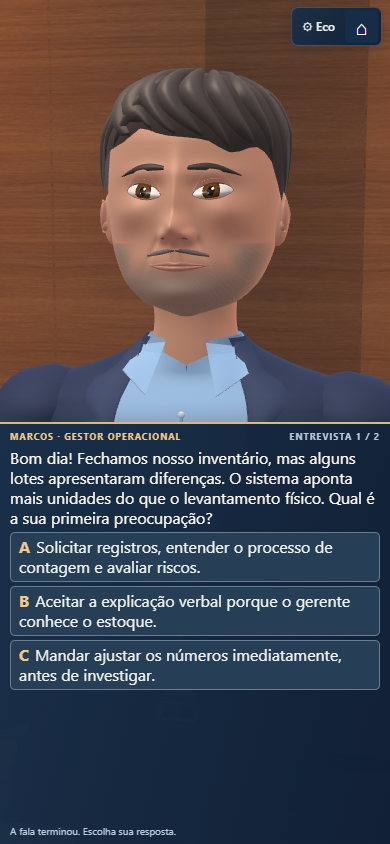 Eco
MARCOS - GESTOR OPERACIONAL
ENTREVISTA 1 / 2
Bom dia! Fechamos nosso inventário, mas alguns
lotes apresentaram diferenças. O sistema aponta
mais unidades do que o levantamento físico. Qual é
a sua primeira preocupação?
A Solicitar registros, entender o processo de
contagem e avaliar riscos.
B Aceitar a explicação verbal porque o gerente
conhece o estoque.
C Mandar ajustar os números imediatamente,
antes de investigar.
A fala terminou. Escolha sua resposta.